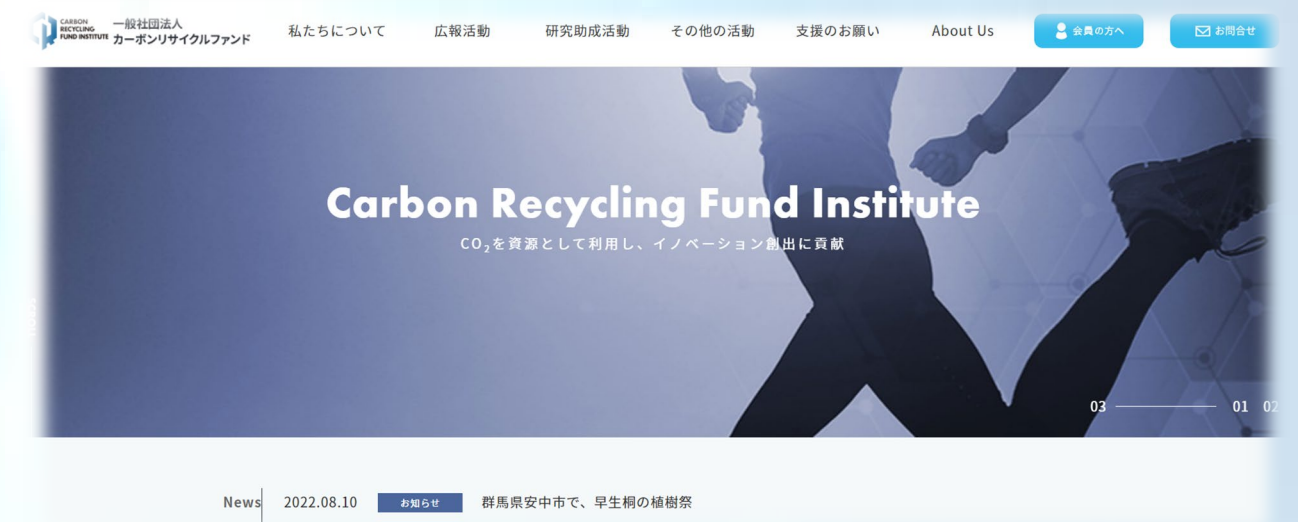 CARBON
RECYCLING
FUND INSTITUTE
一般社団法人
カーボンリサイクルファンド
私たちについて
広報活動
研究助成活動
その他の活動
支援のお願い
About Us
会員の方へ
お問合せ
Carbon Recycling Fund Institute
CO₂を資源として利用し、イノベーション創出に貢献
03
01 02
News
2022.08.10 お知らせ 群馬県安中市で、早生桐の植樹祭